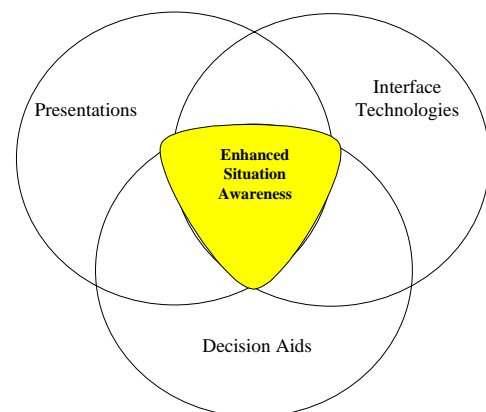 Presentations
Interface
Technologies
Enhanced
Situation
Awareness
Decision Aids